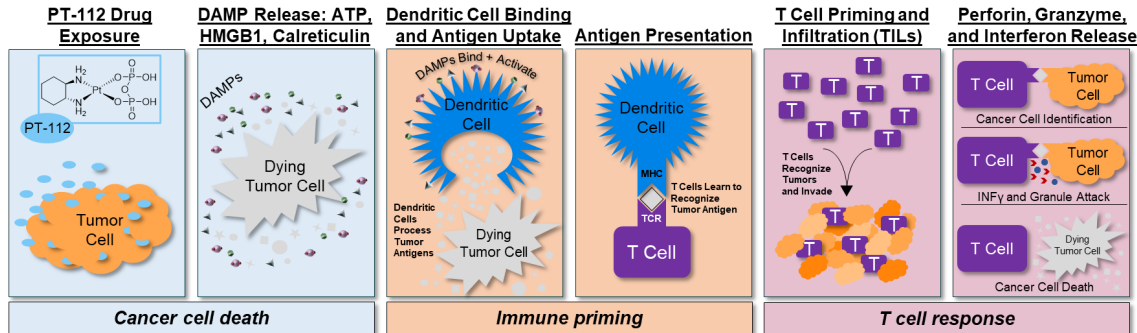 PT-112 Drug
Exposure
NH₂
NH₂
Pt
O
O
P
O
P
O
O
OH
OH
PT-112
Tumor
Cell
DAMP Release: ATP,
HMGB1, Calreticulin
DAMPs
Dying
Tumor Cell
Cancer cell death
Dendritic Cell Binding
and Antigen Uptake
DAMPs Bind + Activate
Dendritic
Cell
Dendritic
Cells
Process
Tumor
Antigens
Dying
Tumor Cell
Antigen Presentation
Dendritic
Cell
MHC
T Cells Learn to
Recognize
Tumor Antigen
TCR
T Cell
Immune priming
T Cell Priming and
Infiltration (TILs)
T
T
T
T
T
T
T
T
T
T
T Cells
Recognize
Tumors
and Invade
T
T
T
T
T
Perforin, Granzyme,
and Interferon Release
T Cell
Tumor
Cell
Cancer Cell Identification
T Cell
Tumor
Cell
INFγ and Granule Attack
T Cell
Dying
Tumor Cell
Cancer Cell Death
T cell response